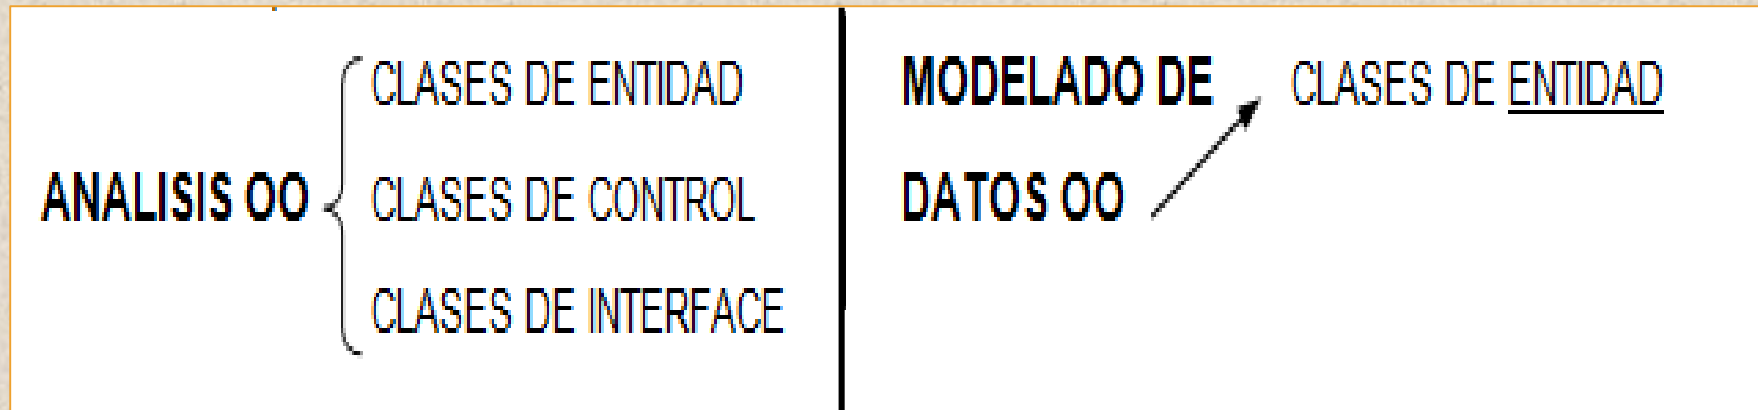 ANALISIS OO
CLASES DE ENTIDAD
CLASES DE CONTROL
CLASES DE INTERFACE
MODELADO DE
DATOS OO
CLASES DE ENTIDAD